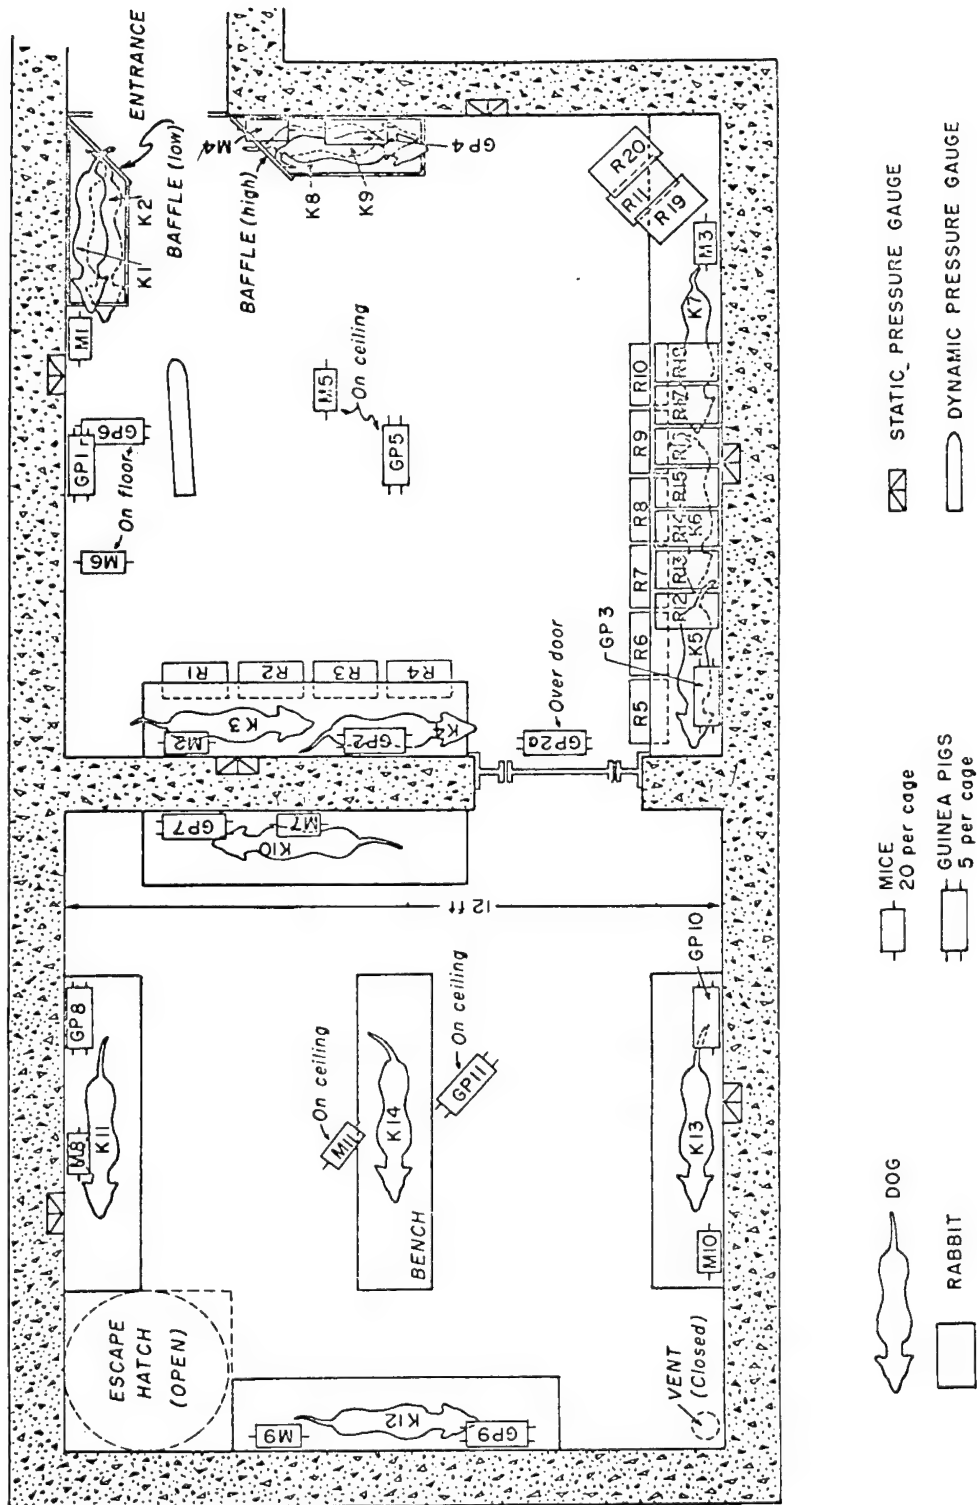 ENTRANCE
BAFFLE (low)
K1
K2
M1
BAFFLE (high)
M4
K8
K9
GP4
R20
R11
R19
M3
K7
GP1
GP6
On floor
M6
M5
On ceiling
GP5
R10
R9
R8
R7
R6
R5
R18
R17
R15
R14
R13
R12
K6
K5
GP3
R1
R2
R3
R4
K3
M2
K4
GP2
Over door
GP2a
GP7
M7
K10
12 ft
GP8
M8
K11
On ceiling
M11
K14
On ceiling
GP11
BENCH
GP10
K13
M10
ESCAPE
HATCH
(OPEN)
M9
K12
GP9
VENT
(Closed)
DOG
RABBIT
MICE
20 per cage
GUINEA PIGS
5 per cage
STATIC PRESSURE GAUGE
DYNAMIC PRESSURE GAUGE